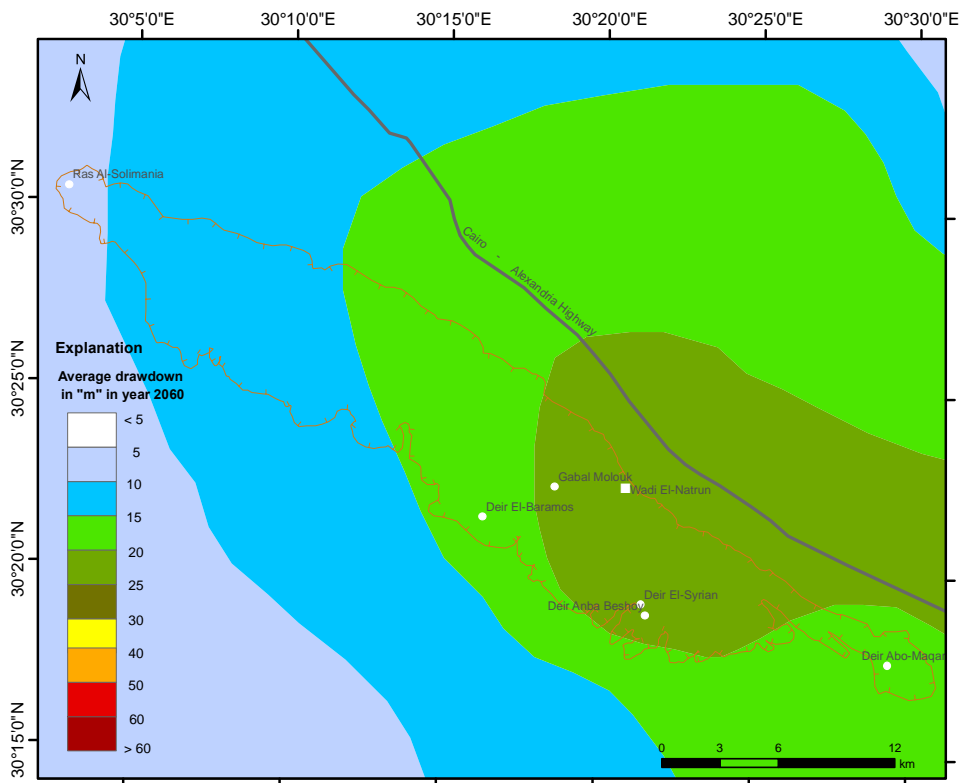 30°5'0"E
30°10'0"E
30°15'0"E
30°20'0"E
30°25'0"E
30°30'0"E
N
30°30'0"N
30°25'0"N
30°20'0"N
30°15'0"N
Ras Al-Solimania
Cairo - Alexandria Highway
Gabal Molouk
Wadi El-Natrun
Deir El-Baramos
Deir El-Syrian
Deir Anba Beshoy
Deir Abo-Maqar
Explanation
Average drawdown
in "m" in year 2060
< 5
5
10
15
20
25
30
40
50
60
> 60
0 3 6 12
km